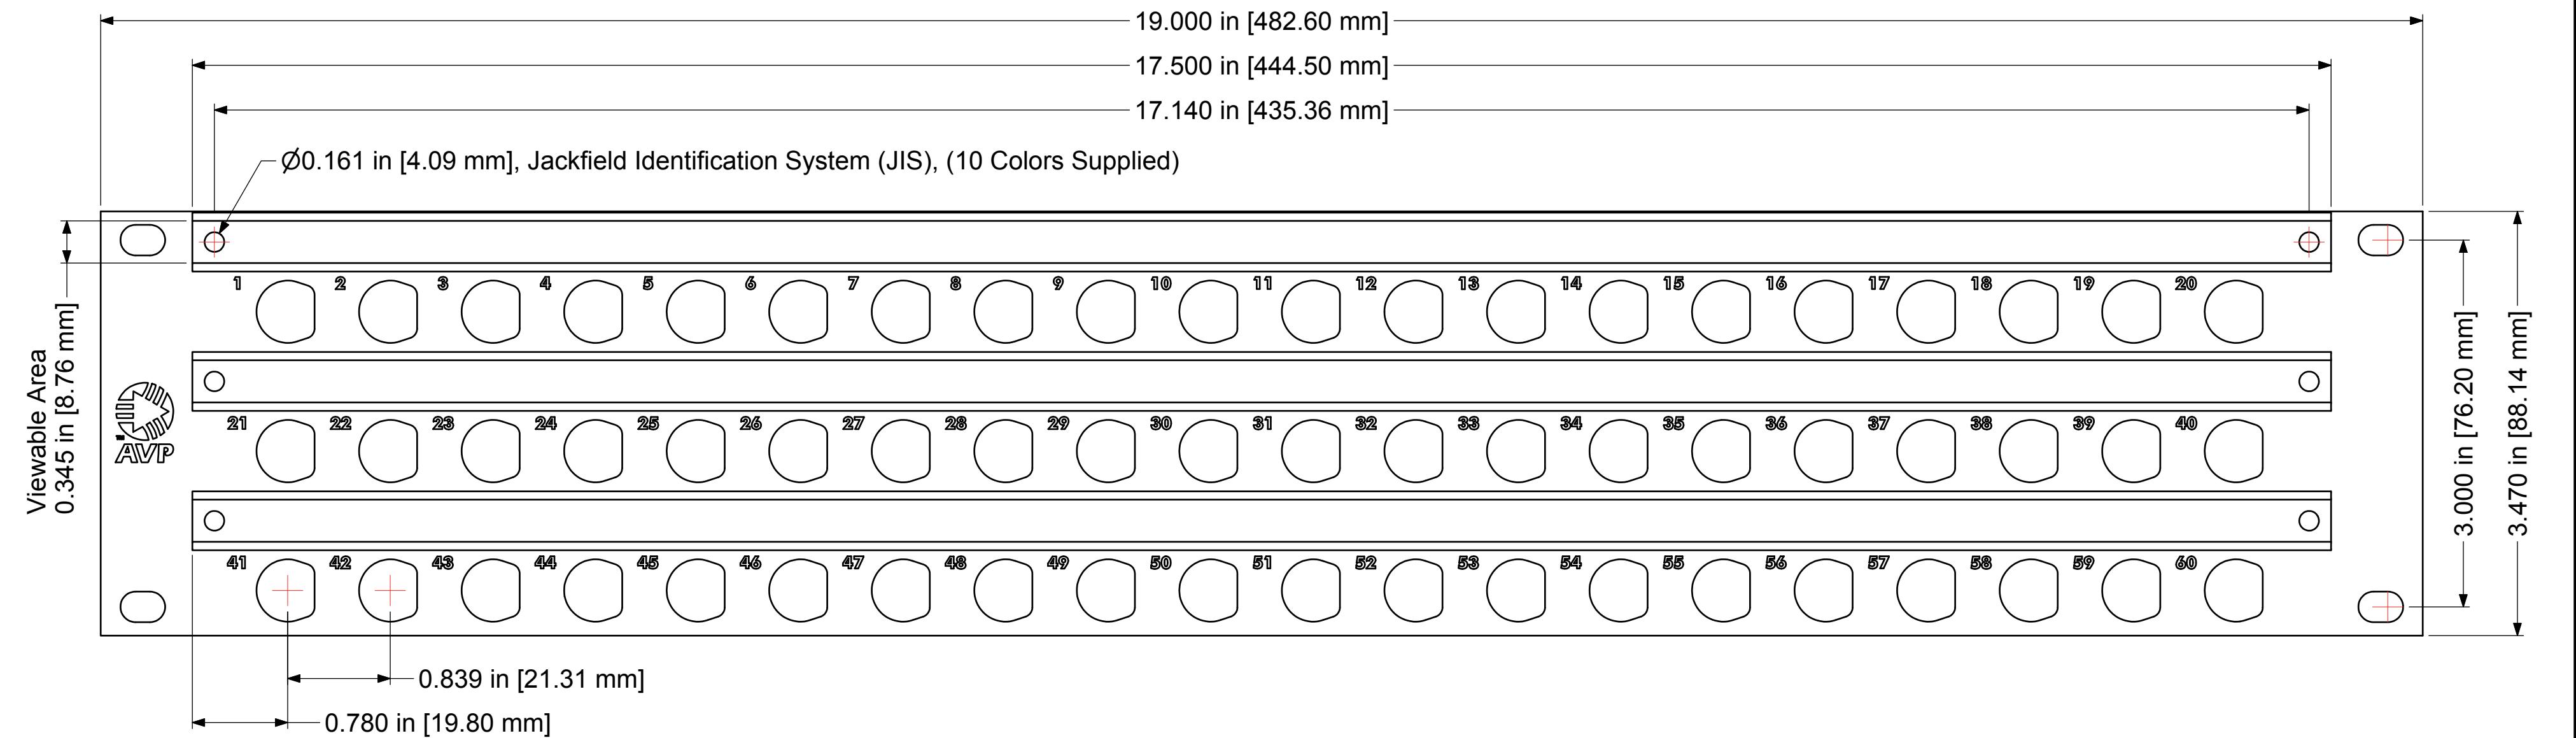 19.000 in [482.60 mm]
17.500 in [444.50 mm]
17.140 in [435.36 mm]
Ø0.161 in [4.09 mm], Jackfield Identification System (JIS), (10 Colors Supplied)
Viewable Area
0.345 in [8.76 mm]
1 2 3 4 5 6 7 8 9 10 11 12 13 14 15 16 17 18 19 20
21 22 23 24 25 26 27 28 29 30 31 32 33 34 35 36 37 38 39 40
AVP
41 42 43 44 45 46 47 48 49 50 51 52 53 54 55 56 57 58 59 60
3.000 in [76.20 mm]
3.470 in [88.14 mm]
0.839 in [21.31 mm]
0.780 in [19.80 mm]